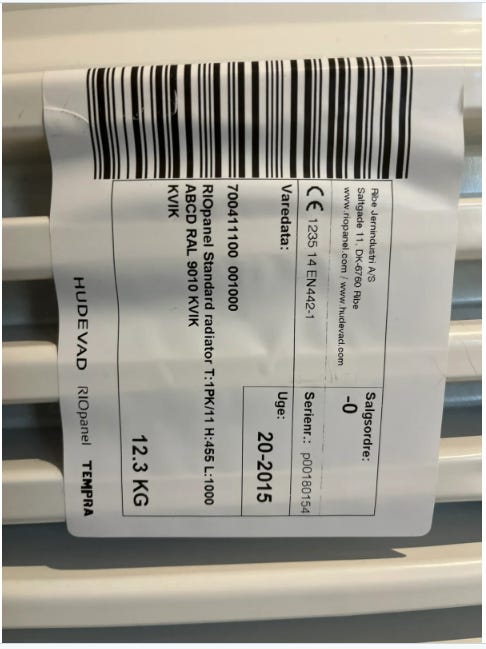 Ribe Jernindustri A/S
Saltgade 11, DK-6760 Ribe
www.riopanel.com / www.hudevad.com
Salgsordre:
-0
CE 1235 14 EN442-1
Serienr.: p00180154
Varedata:
Uge: 20-2015
700411100 001000
RIOpanel Standard radiator T:1PK/11 H:455 L:1000
ABCD RAL 9010 KVIK
KVIK
12.3 KG
HUDEVAD RIOpanel TEMPRA